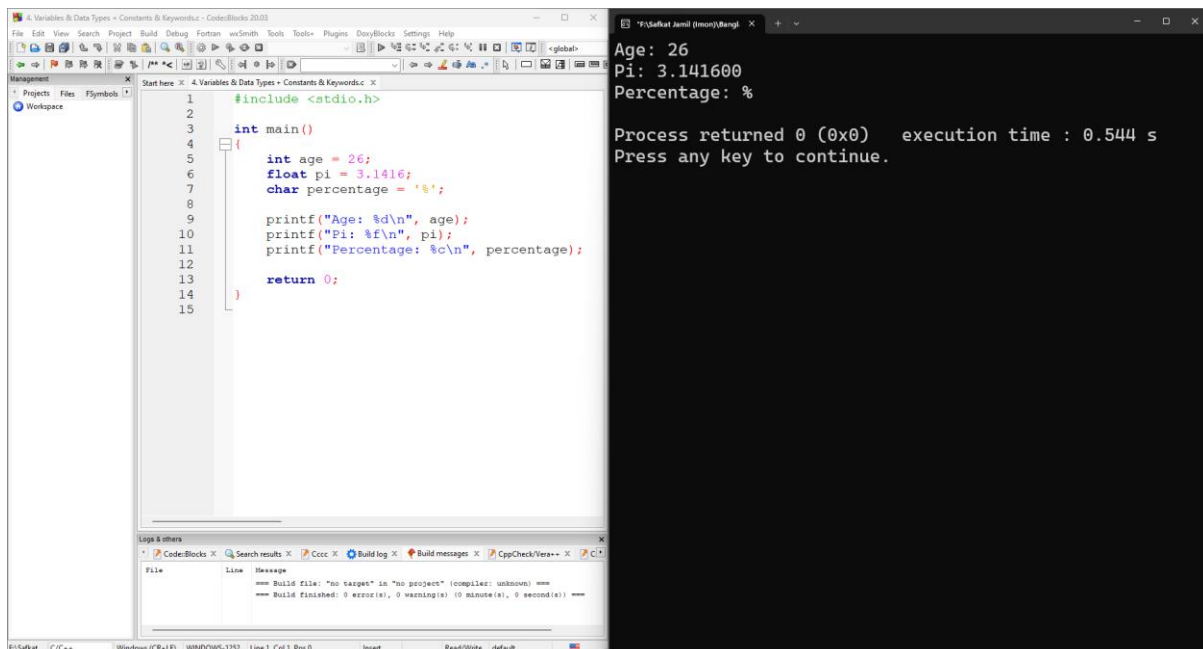 4. Variables & Data Types + Constants & Keywords.c - Code::Blocks 20.03
File Edit View Search Project Build Debug Fortran wxSmith Tools Tools+ Plugins DoxyBlocks Settings Help
<global>
Management
Projects Files FSymbols
Workspace
Start here 4. Variables & Data Types + Constants & Keywords.c
1 #include <stdio.h>
2
3 int main()
4 {
5 int age = 26;
6 float pi = 3.1416;
7 char percentage = '%';
8
9 printf("Age: %d\n", age);
10 printf("Pi: %f\n", pi);
11 printf("Percentage: %c\n", percentage);
12
13 return 0;
14 }
15
Logs & others
Code::Blocks Search results Cccc Build log Build messages CppCheck/Vera++ C
File Line Message
=== Build file: "no target" in "no project" (compiler: unknown) ===
=== Build finished: 0 error(s), 0 warning(s) (0 minute(s), 0 second(s)) ===
F:\Safkat C/C++ Windows (CR+LF) WINDOWS-1252 Line 1, Col 1, Pos 0 Insert Read/Write default
"F:\Safkat Jamil (Imon)\Bangl
Age: 26
Pi: 3.141600
Percentage: %
Process returned 0 (0x0) execution time : 0.544 s
Press any key to continue.